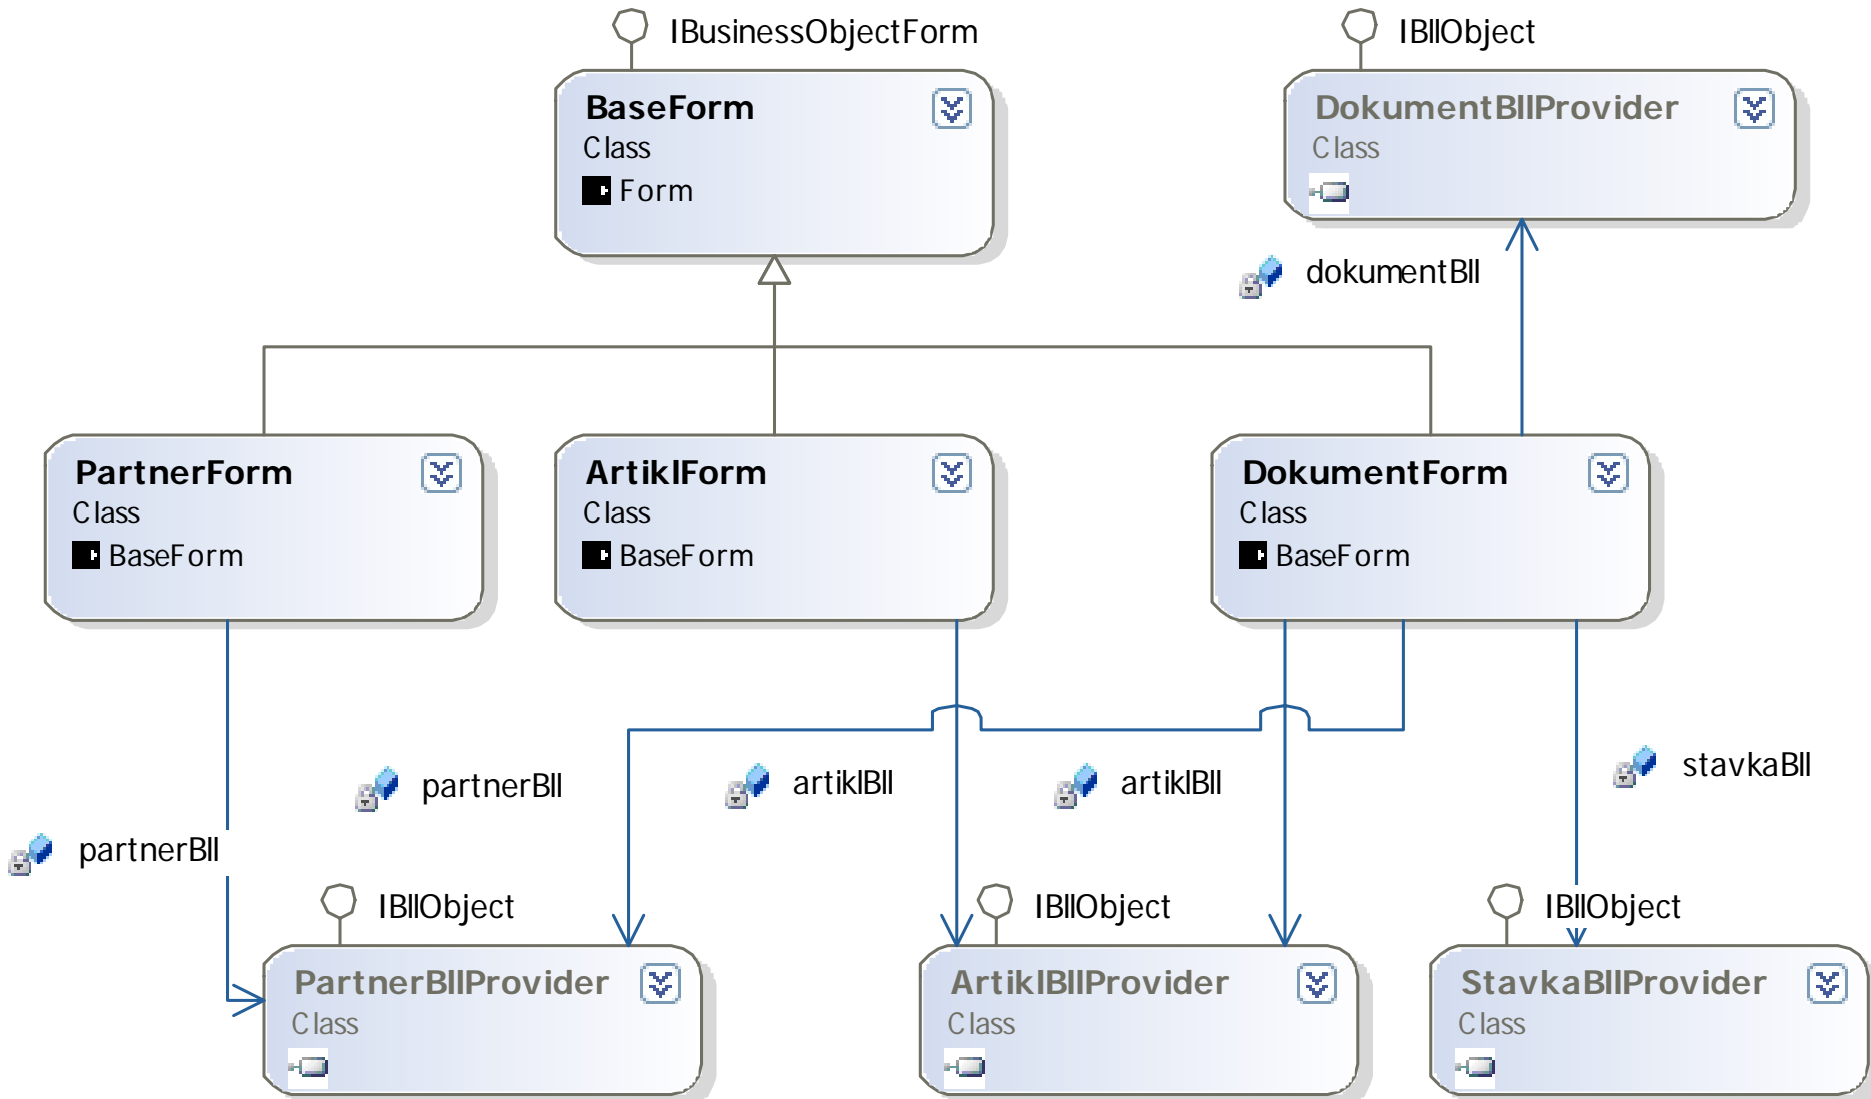 IBusinessObjectForm
IBllObject
BaseForm
Class
Form
DokumentBllProvider
Class
dokumentBll
PartnerForm
Class
BaseForm
ArtiklForm
Class
BaseForm
DokumentForm
Class
BaseForm
partnerBll
artiklBll
artiklBll
stavkaBll
partnerBll
IBllObject
IBllObject
IBllObject
PartnerBllProvider
Class
ArtiklBllProvider
Class
StavkaBllProvider
Class